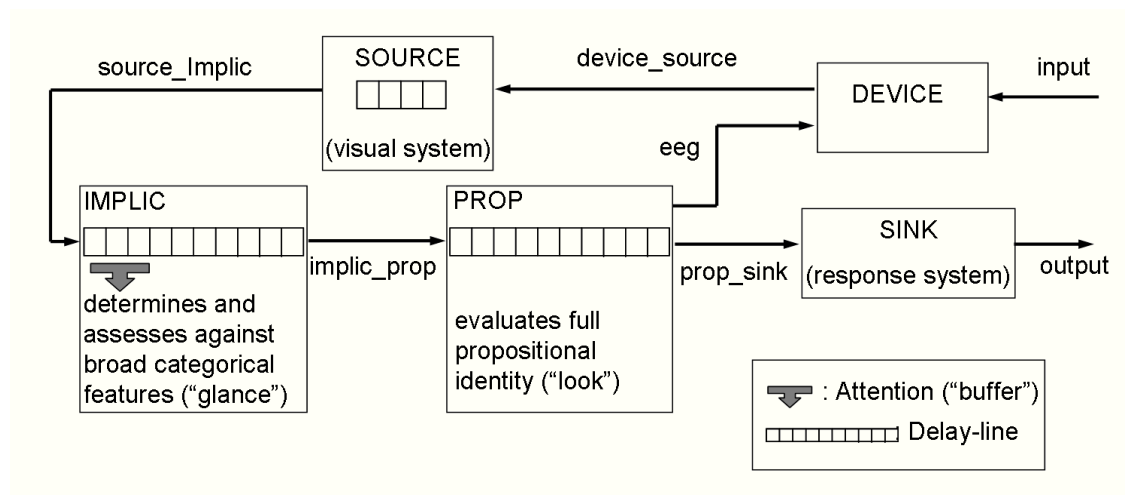 source_Implic
SOURCE
(visual system)
device_source
DEVICE
input
eeg
IMPLIC
determines and
assesses against
broad categorical
features (“glance”)
implic_prop
PROP
evaluates full
propositional
identity (“look”)
prop_sink
SINK
(response system)
output
: Attention (“buffer”)
Delay-line